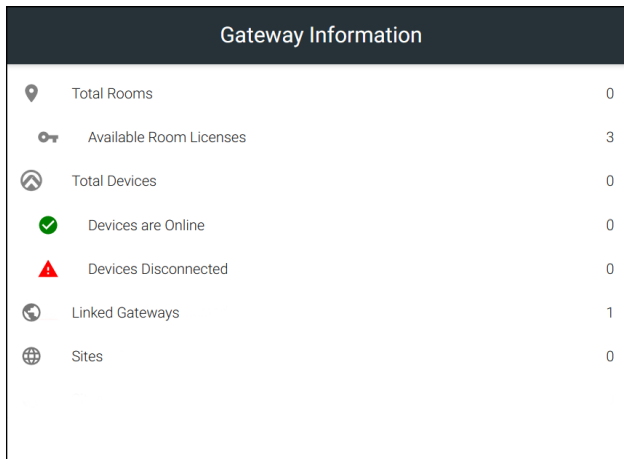 Gateway Information
Total Rooms 0
Available Room Licenses 3
Total Devices 0
Devices are Online 0
Devices Disconnected 0
Linked Gateways 1
Sites 0